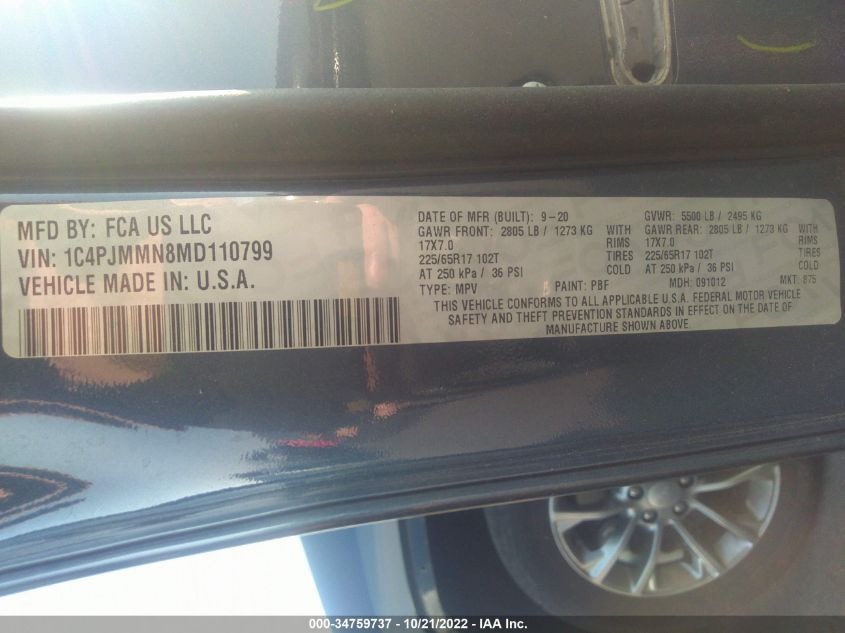 MFD BY: FCA US LLC
VIN: 1C4PJMMN8MD110799
VEHICLE MADE IN: U.S.A.
DATE OF MFR (BUILT): 9-20 GVWR: 5500 LB / 2495 KG
GAWR FRONT: 2805 LB / 1273 KG WITH GAWR REAR: 2805 LB / 1273 KG WITH
17X7.0 RIMS 17X7.0 RIMS
225/65R17 102T TIRES 225/65R17 102T TIRES
AT 250 kPa / 36 PSI COLD AT 250 kPa / 36 PSI COLD
TYPE: MPV PAINT: PBF MDH: 091012 MKT: 875
THIS VEHICLE CONFORMS TO ALL APPLICABLE U.S.A. FEDERAL MOTOR VEHICLE
SAFETY AND THEFT PREVENTION STANDARDS IN EFFECT ON THE DATE OF
MANUFACTURE SHOWN ABOVE.
000-34759737 - 10/21/2022 - IAA Inc.